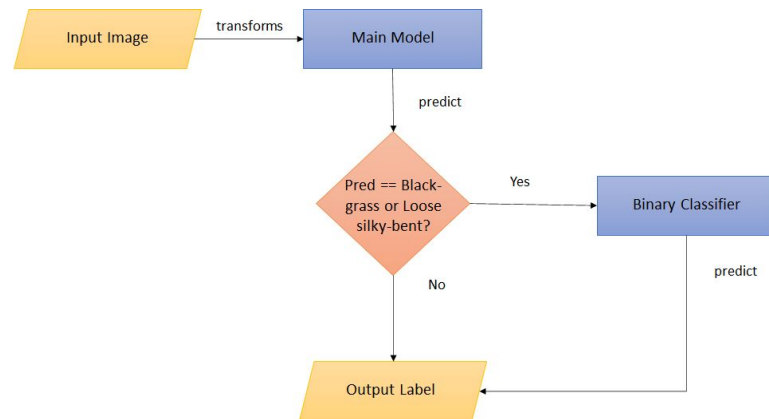 Input Image
transforms
Main Model
predict
Pred == Black-
grass or Loose
silky-bent?
Yes
Binary Classifier
predict
No
Output Label